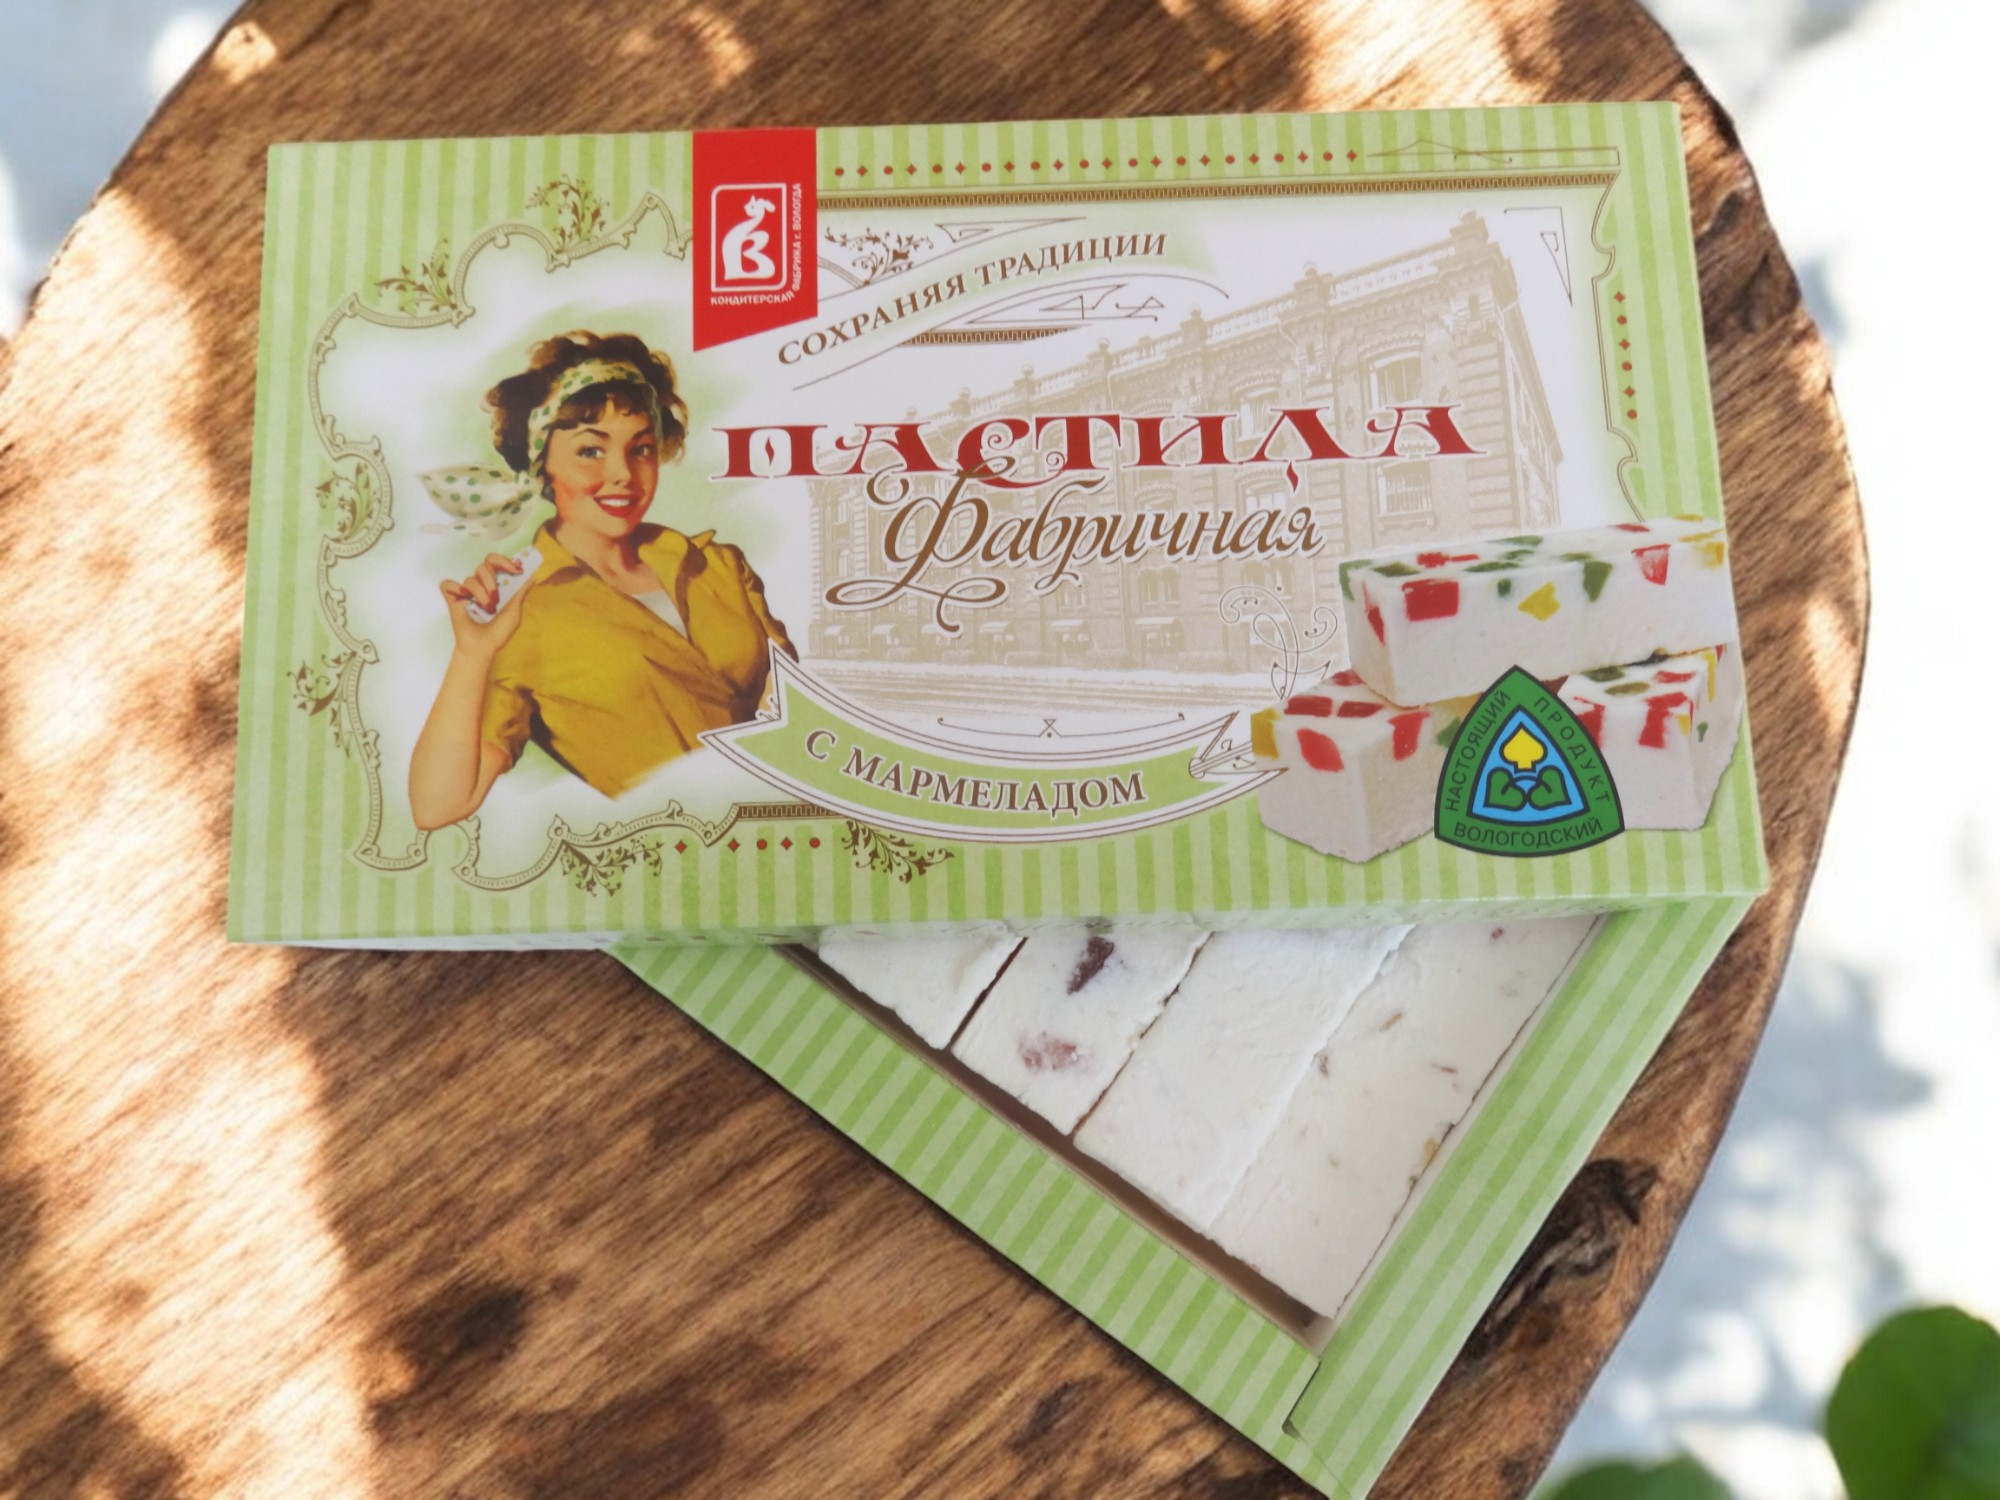 КОНДИТЕРСКАЯ
ФАБРИКА г. ВОЛОГДА
СОХРАНЯЯ ТРАДИЦИИ
ПАСТИЛА
Фабричная
С МАРМЕЛАДОМ
НАСТОЯЩИЙ
ПРОДУКТ
ВОЛОГОДСКИЙ